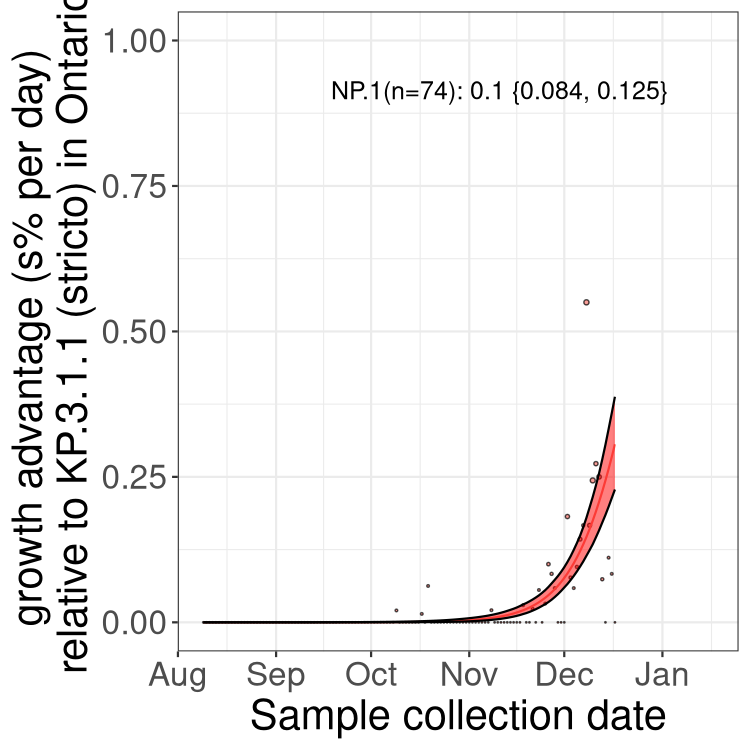 growth advantage (s% per day)
relative to KP.3.1.1 (stricto) in Ontario
1.00
0.75
0.50
0.25
0.00
NP.1(n=74): 0.1 {0.084, 0.125}
Aug Sep Oct Nov Dec Jan
Sample collection date